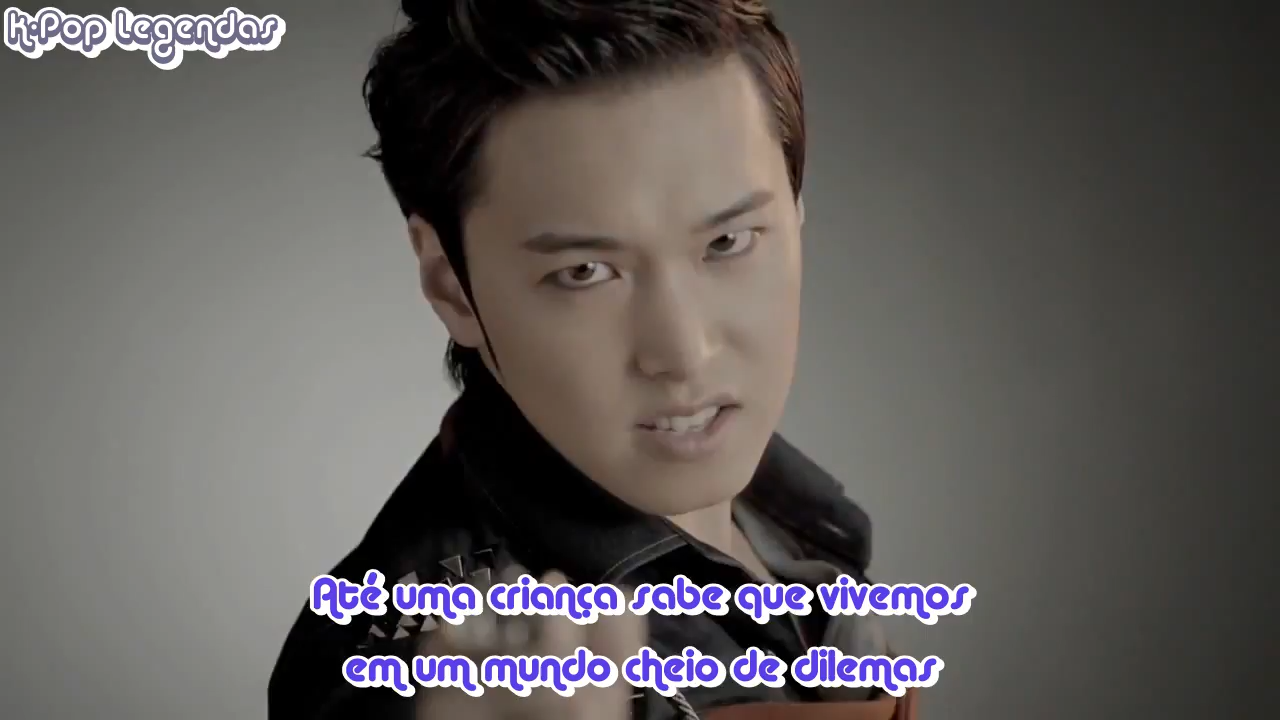 K-Pop Legendas
Até uma criança sabe que vivemos
em um mundo cheio de dilemas